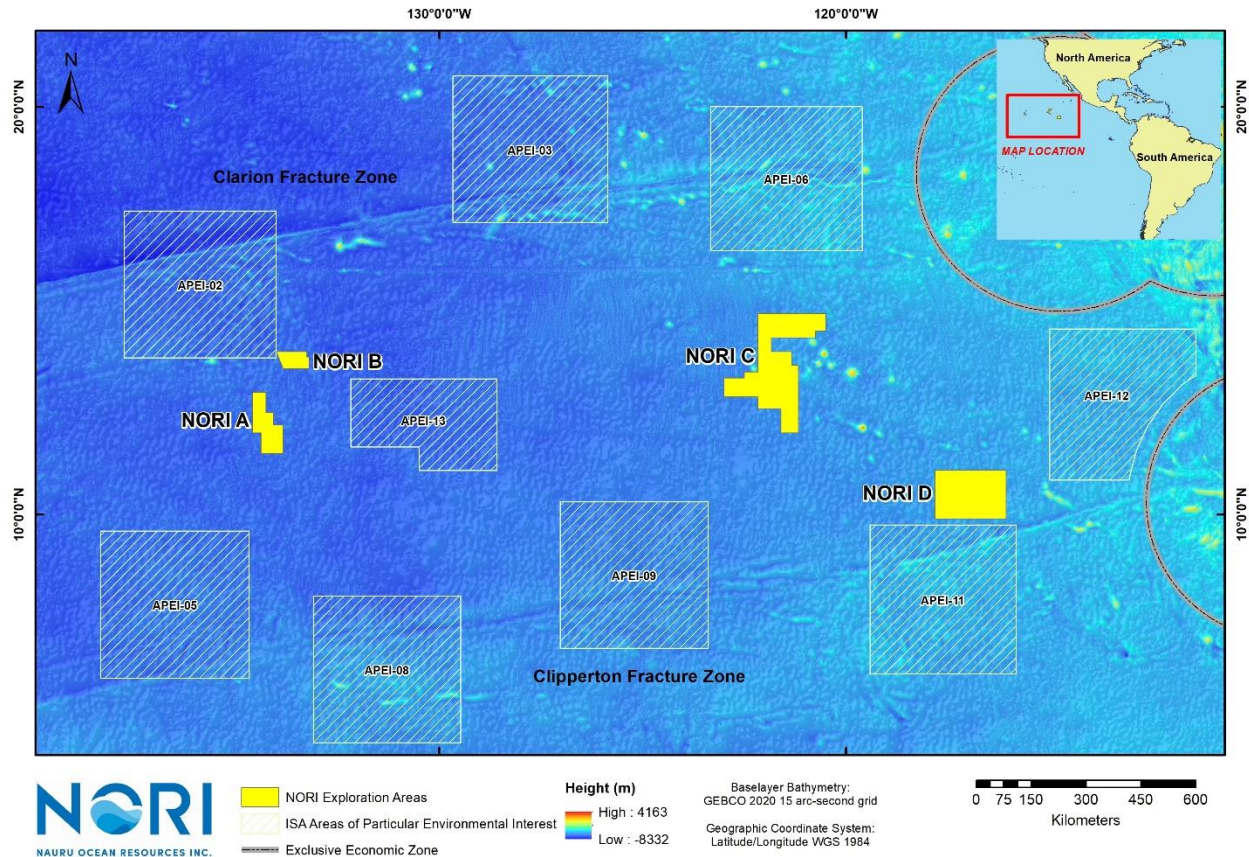 130°0'0"W
120°0'0"W
N
20°0'0"N
20°0'0"N
North America
MAP LOCATION
South America
APEI-03
Clarion Fracture Zone
APEI-06
APEI-02
NORI B
NORI C
APEI-12
NORI A
APEI-13
NORI D
10°0'0"N
10°0'0"N
APEI-09
APEI-05
APEI-11
APEI-08
Clipperton Fracture Zone
NORI
NAURU OCEAN RESOURCES INC.
NORI Exploration Areas
ISA Areas of Particular Environmental Interest
Exclusive Economic Zone
Height (m)
High : 4163
Low : -8332
Baselayer Bathymetry:
GEBCO 2020 15 arc-second grid
Geographic Coordinate System:
Latitude/Longitude WGS 1984
0 75 150 300 450 600
Kilometers